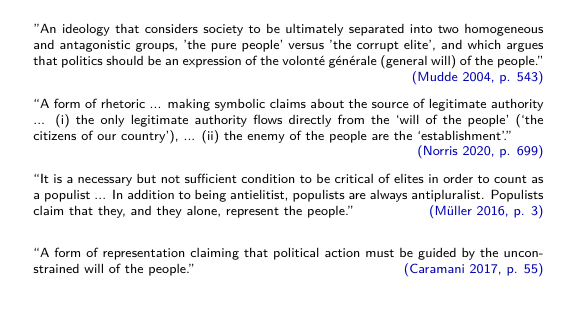 "An ideology that considers society to be ultimately separated into two homogeneous
and antagonistic groups, 'the pure people' versus 'the corrupt elite', and which argues
that politics should be an expression of the volonté générale (general will) of the people."
(Mudde 2004, p. 543)
“A form of rhetoric ... making symbolic claims about the source of legitimate authority
... (i) the only legitimate authority flows directly from the ‘will of the people’ (‘the
citizens of our country’), ... (ii) the enemy of the people are the ‘establishment’.”
(Norris 2020, p. 699)
“It is a necessary but not sufficient condition to be critical of elites in order to count as
a populist ... In addition to being antielitist, populists are always antipluralist. Populists
claim that they, and they alone, represent the people.” (Müller 2016, p. 3)
“A form of representation claiming that political action must be guided by the uncon-
strained will of the people.” (Caramani 2017, p. 55)